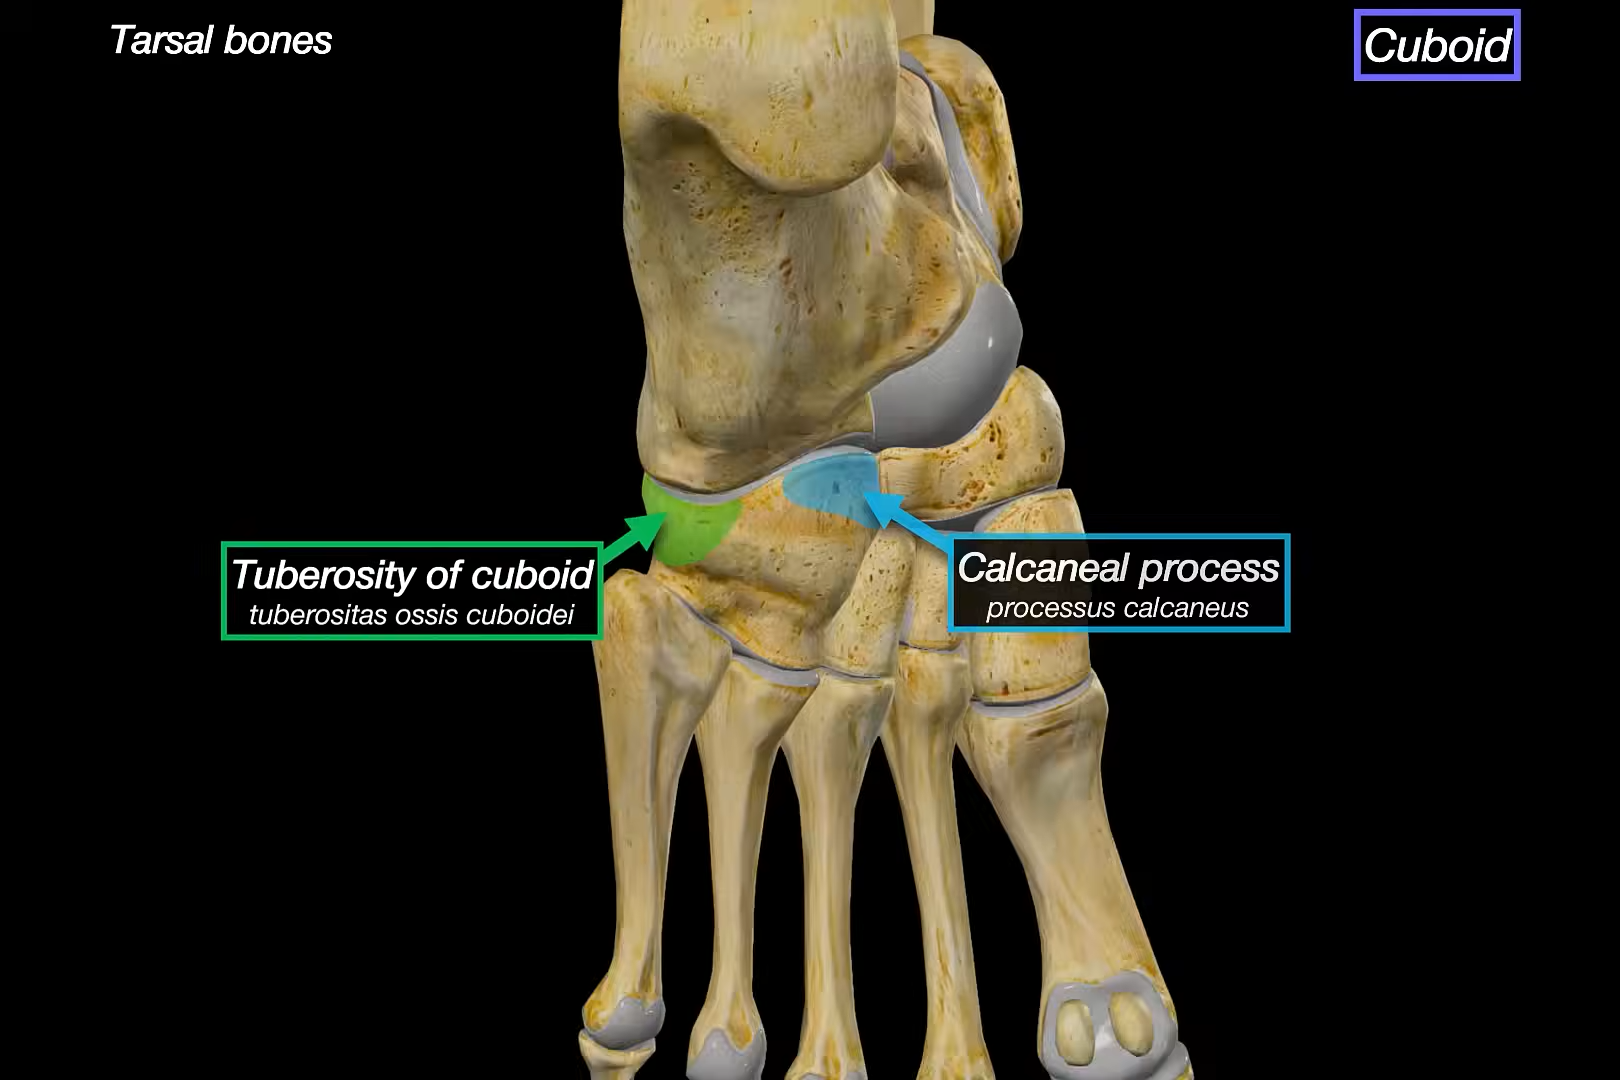 Tarsal bones
Cuboid
Tuberosity of cuboid
tuberositas ossis cuboidei
Calcaneal process
processus calcaneus